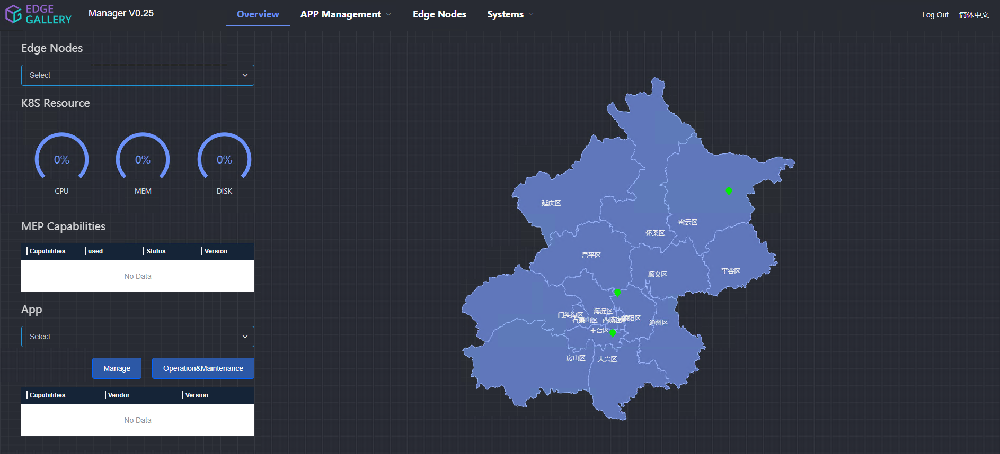 EDGE GALLERY
Manager V0.25
Overview
APP Management
Edge Nodes
Systems
Log Out
简体中文
Edge Nodes
Select
K8S Resource
0%
0%
0%
CPU
MEM
DISK
MEP Capabilities
Capabilities
used
Status
Version
No Data
App
Select
Manage
Operation&Maintenance
Capabilities
Vendor
Version
No Data
延庆区
密云区
怀柔区
昌平区
平谷区
顺义区
海淀区
门头沟区
石景山区
西城区
朝阳区
通州区
丰台区
房山区
大兴区